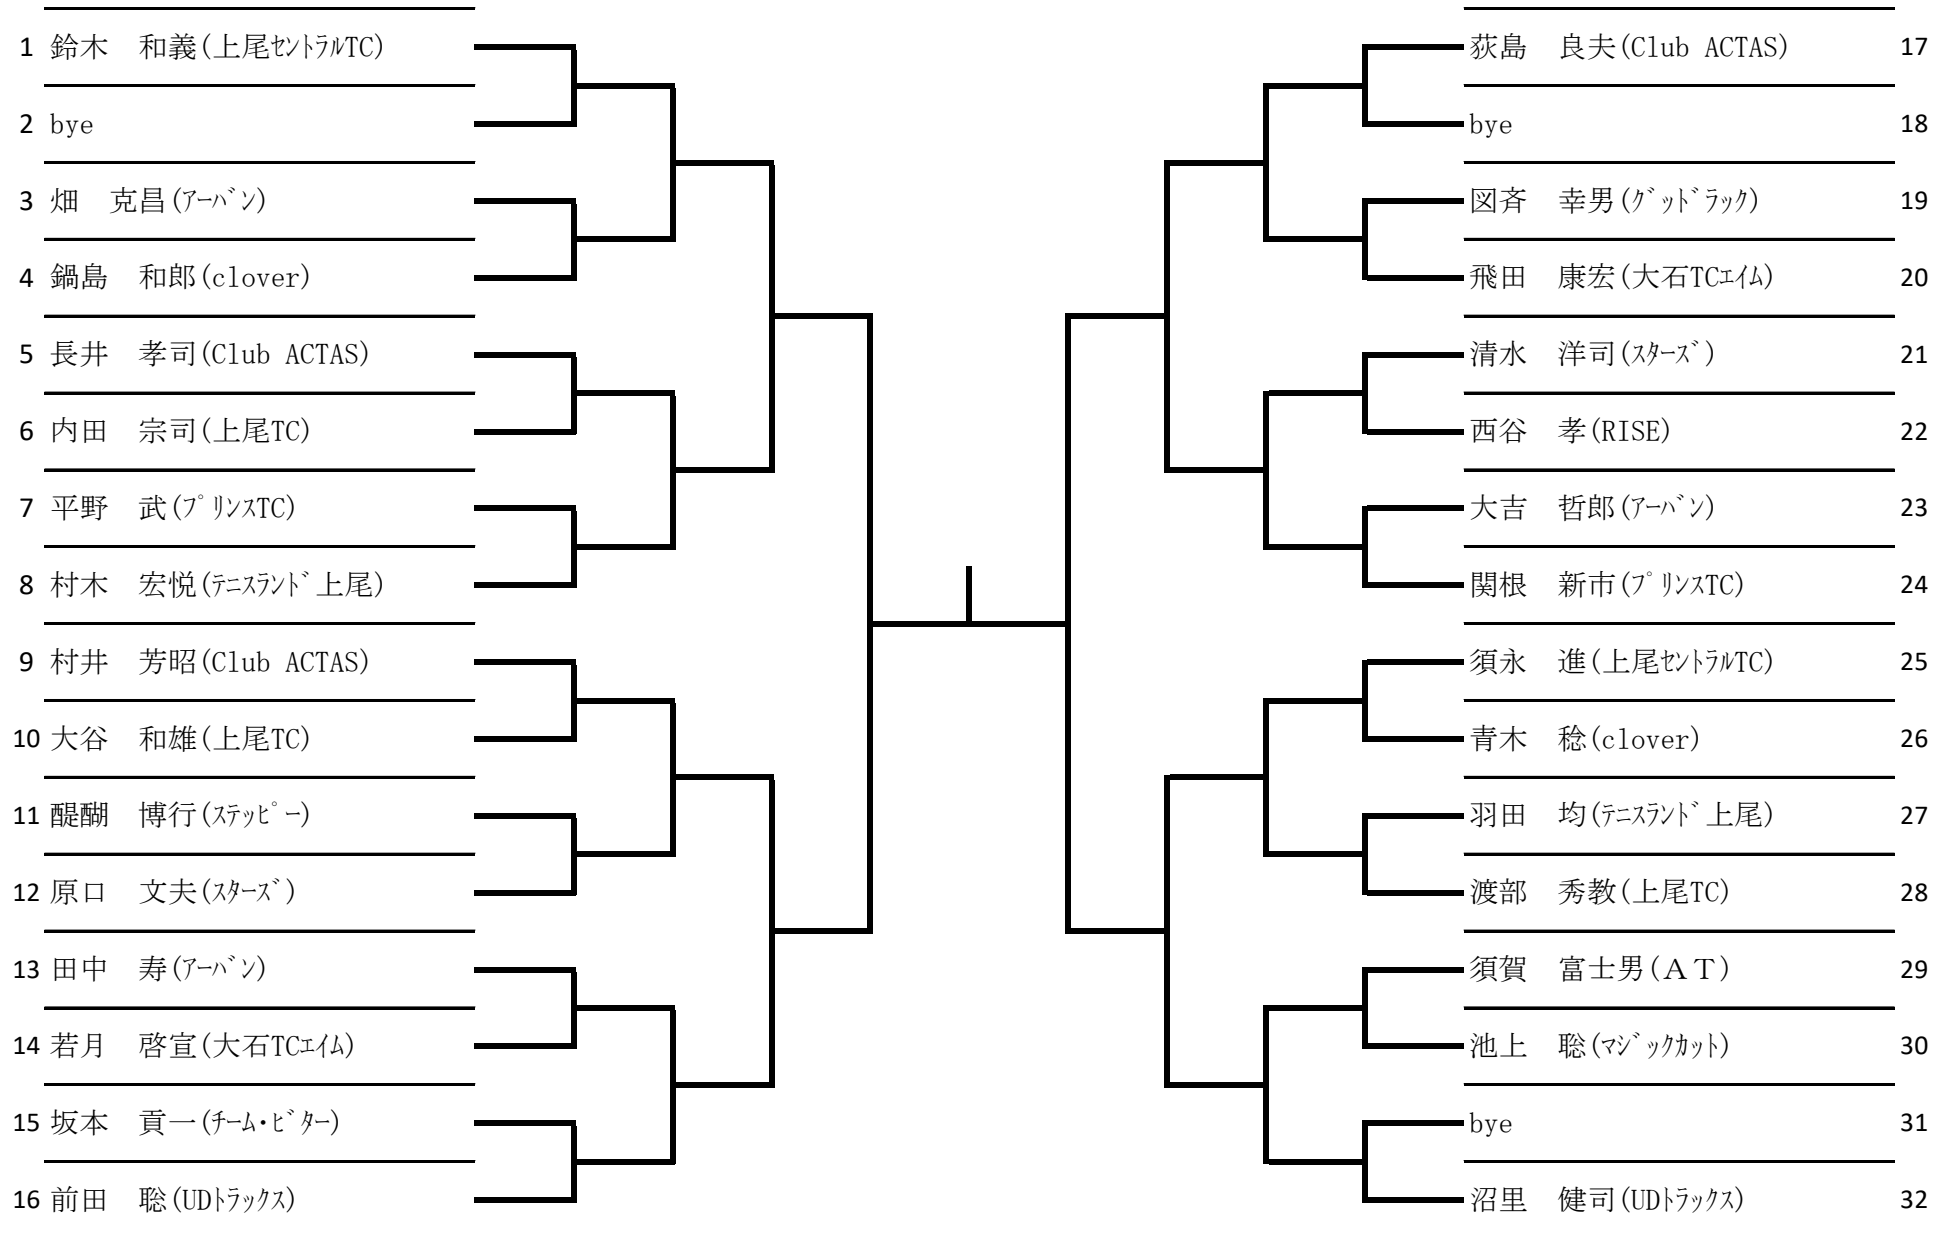 1 鈴木　和義(上尾ｾﾝﾄﾗﾙTC)
2 bye
3 畑　克昌(ｱｰﾊﾞﾝ)
4 鍋島　和郎(clover)
5 長井　孝司(Club ACTAS)
6 内田　宗司(上尾TC)
7 平野　武(ﾌﾟﾘﾝｽTC)
8 村木　宏悦(ﾃﾆｽﾗﾝﾄﾞ上尾)
9 村井　芳昭(Club ACTAS)
10 大谷　和雄(上尾TC)
11 醍醐　博行(ｽﾃｯﾋﾟｰ)
12 原口　文夫(ｽﾀｰｽﾞ)
13 田中　寿(ｱｰﾊﾞﾝ)
14 若月　啓宣(大石TCｴｲﾑ)
15 坂本　貢一(ﾁｰﾑ･ﾋﾞﾀｰ)
16 前田　聡(UDﾄﾗｯｸｽ)
荻島　良夫(Club ACTAS) 17
bye 18
図斉　幸男(ｸﾞｯﾄﾞﾗｯｸ) 19
飛田　康宏(大石TCｴｲﾑ) 20
清水　洋司(ｽﾀｰｽﾞ) 21
西谷　孝(RISE) 22
大吉　哲郎(ｱｰﾊﾞﾝ) 23
関根　新市(ﾌﾟﾘﾝｽTC) 24
須永　進(上尾ｾﾝﾄﾗﾙTC) 25
青木　稔(clover) 26
羽田　均(ﾃﾆｽﾗﾝﾄﾞ上尾) 27
渡部　秀教(上尾TC) 28
須賀　富士男(ＡＴ) 29
池上　聡(ﾏｼﾞｯｸｶｯﾄ) 30
bye 31
沼里　健司(UDﾄﾗｯｸｽ) 32